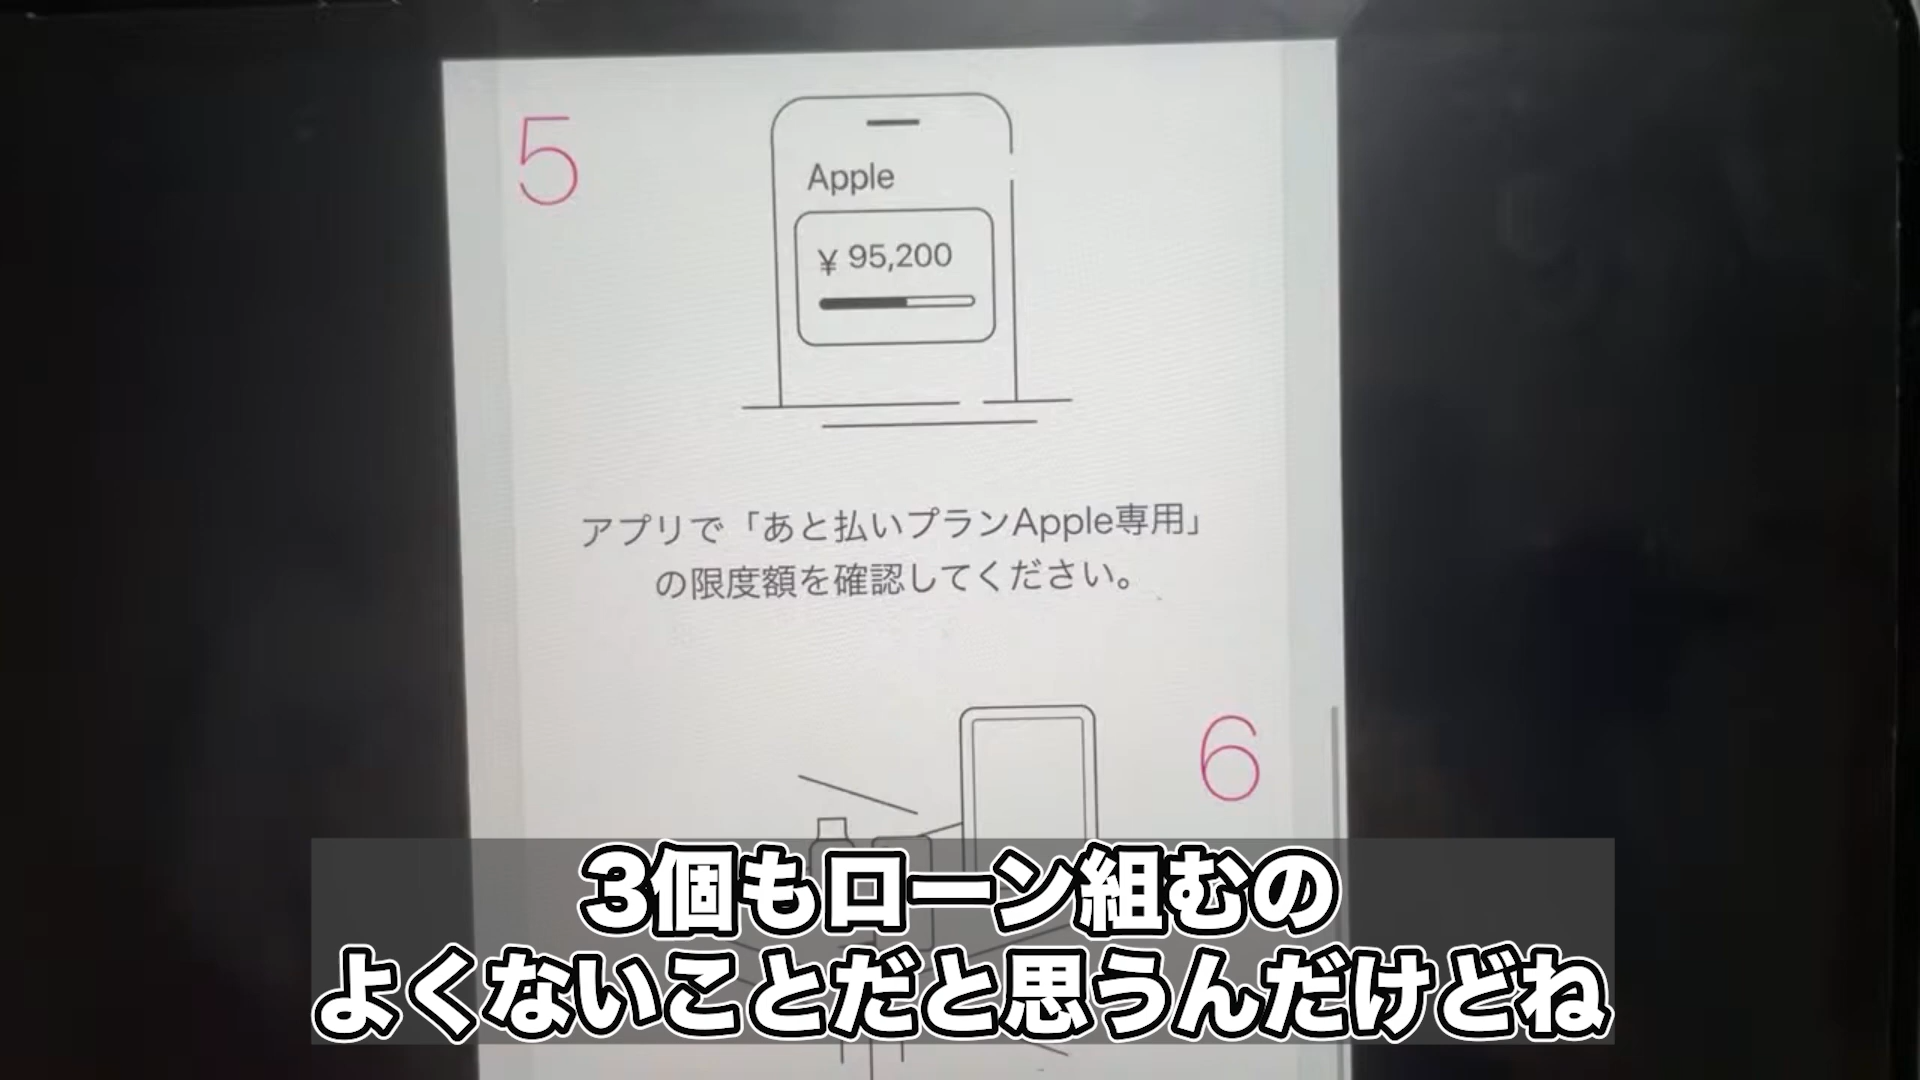 5
Apple
¥ 95,200
アプリで「あと払いプランApple専用」
の限度額を確認してください。
6
3個もローン組むの
よくないことだと思うんだけどね